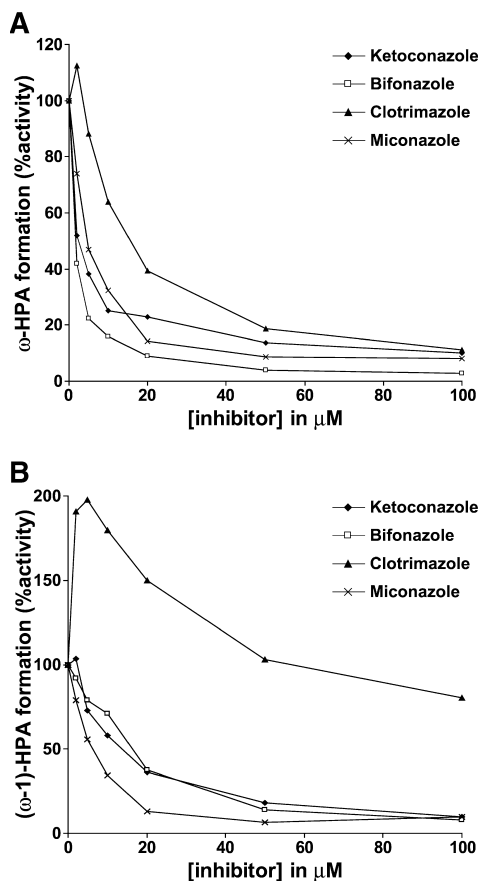 A
120
100
80
60
40
20
0
ω-HPA formation (%activity)
Ketoconazole
Bifonazole
Clotrimazole
Miconazole
0 20 40 60 80 100
[inhibitor] in μM
B
200
150
100
50
0
(ω-1)-HPA formation (%activity)
Ketoconazole
Bifonazole
Clotrimazole
Miconazole
0 20 40 60 80 100
[inhibitor] in μM